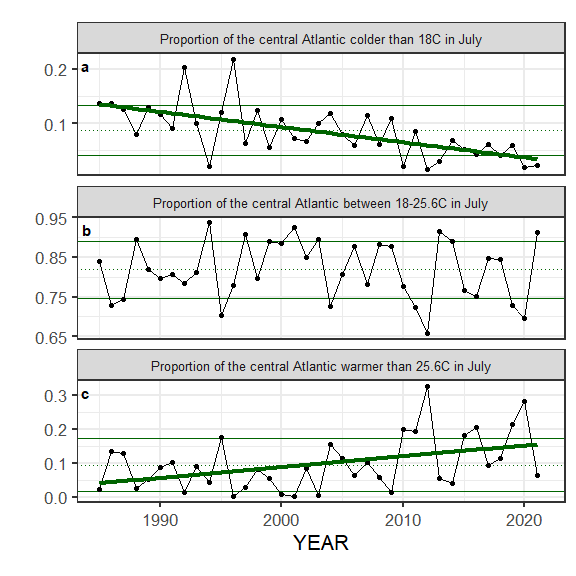 Proportion of the central Atlantic colder than 18C in July
a
0.2
0.1
Proportion of the central Atlantic between 18-25.6C in July
b
0.95
0.85
0.75
0.65
Proportion of the central Atlantic warmer than 25.6C in July
c
0.3
0.2
0.1
0.0
1990 2000 2010 2020
YEAR